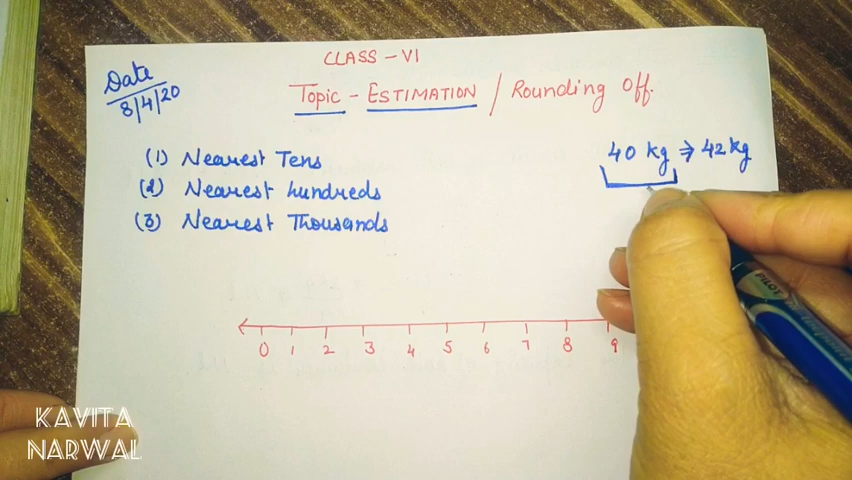 CLASS - VI
Date
8/4/20
Topic - ESTIMATION / Rounding Off.
(1) Nearest Tens
40 kg ⇒ 42 kg
(2) Nearest hundreds
(3) Nearest Thousands
0 1 2 3 4 5 6 7 8 9
PILOT
KAVITA
NARWAL